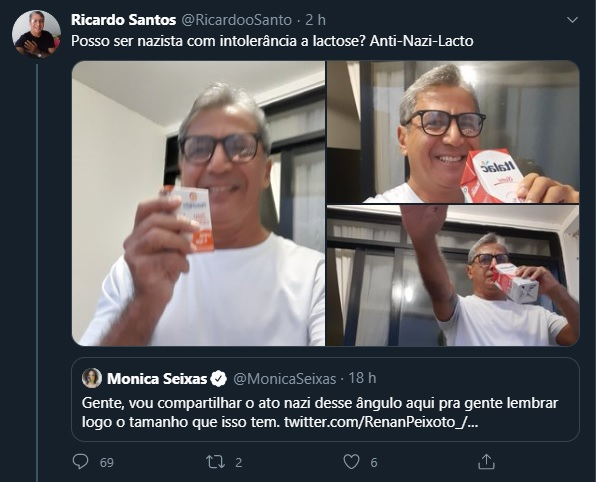 Ricardo Santos @RicardooSanto · 2 h
Posso ser nazista com intolerância a lactose? Anti-Nazi-Lacto
Italac
Monica Seixas @MonicaSeixas · 18 h
Gente, vou compartilhar o ato nazi desse ângulo aqui pra gente lembrar
logo o tamanho que isso tem. twitter.com/RenanPeixoto_/...
69 2 6